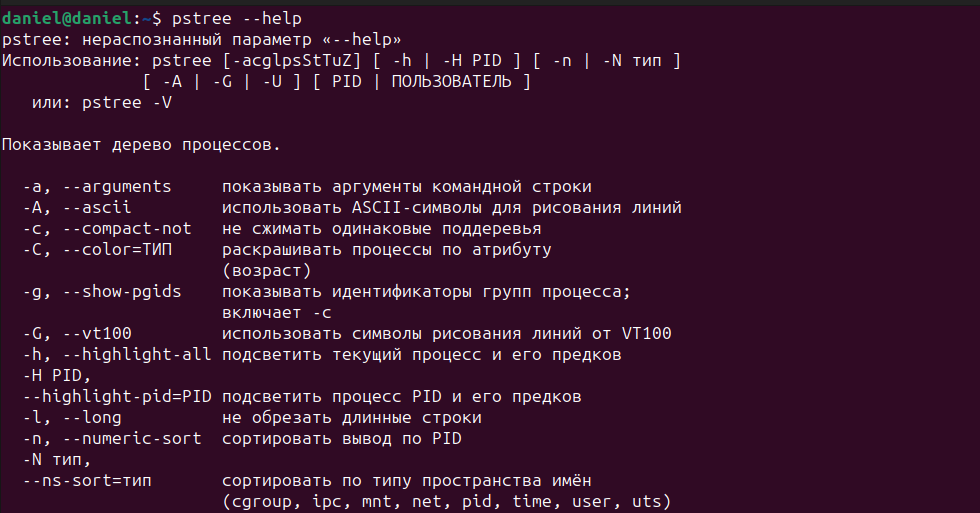 daniel@daniel:~$ pstree --help
pstree: нераспознанный параметр «--help»
Использование: pstree [-acglpsStTuZ] [ -h | -H PID ] [ -n | -N тип ]
[ -A | -G | -U ] [ PID | ПОЛЬЗОВАТЕЛЬ ]
или: pstree -V
Показывает дерево процессов.
-a, --arguments показывать аргументы командной строки
-A, --ascii использовать ASCII-символы для рисования линий
-c, --compact-not не сжимать одинаковые поддеревья
-C, --color=ТИП раскрашивать процессы по атрибуту
(возраст)
-g, --show-pgids показывать идентификаторы групп процесса;
включает -c
-G, --vt100 использовать символы рисования линий от VT100
-h, --highlight-all подсветить текущий процесс и его предков
-H PID,
--highlight-pid=PID подсветить процесс PID и его предков
-l, --long не обрезать длинные строки
-n, --numeric-sort сортировать вывод по PID
-N тип,
--ns-sort=тип сортировать по типу пространства имён
(cgroup, ipc, mnt, net, pid, time, user, uts)